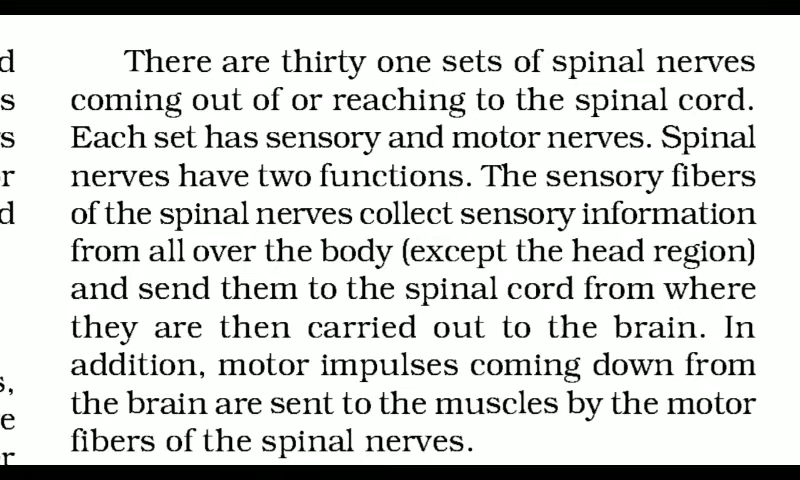 There are thirty one sets of spinal nerves
coming out of or reaching to the spinal cord.
Each set has sensory and motor nerves. Spinal
nerves have two functions. The sensory fibers
of the spinal nerves collect sensory information
from all over the body (except the head region)
and send them to the spinal cord from where
they are then carried out to the brain. In
addition, motor impulses coming down from
the brain are sent to the muscles by the motor
fibers of the spinal nerves.